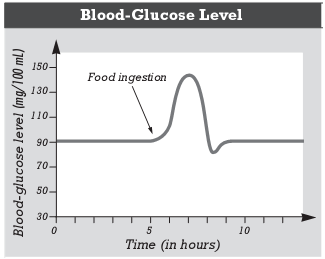 Blood-Glucose Level
Blood-glucose level (mg/100 ml)
150
130
110
90
70
50
30
Food ingestion
0 5 10
Time (in hours)